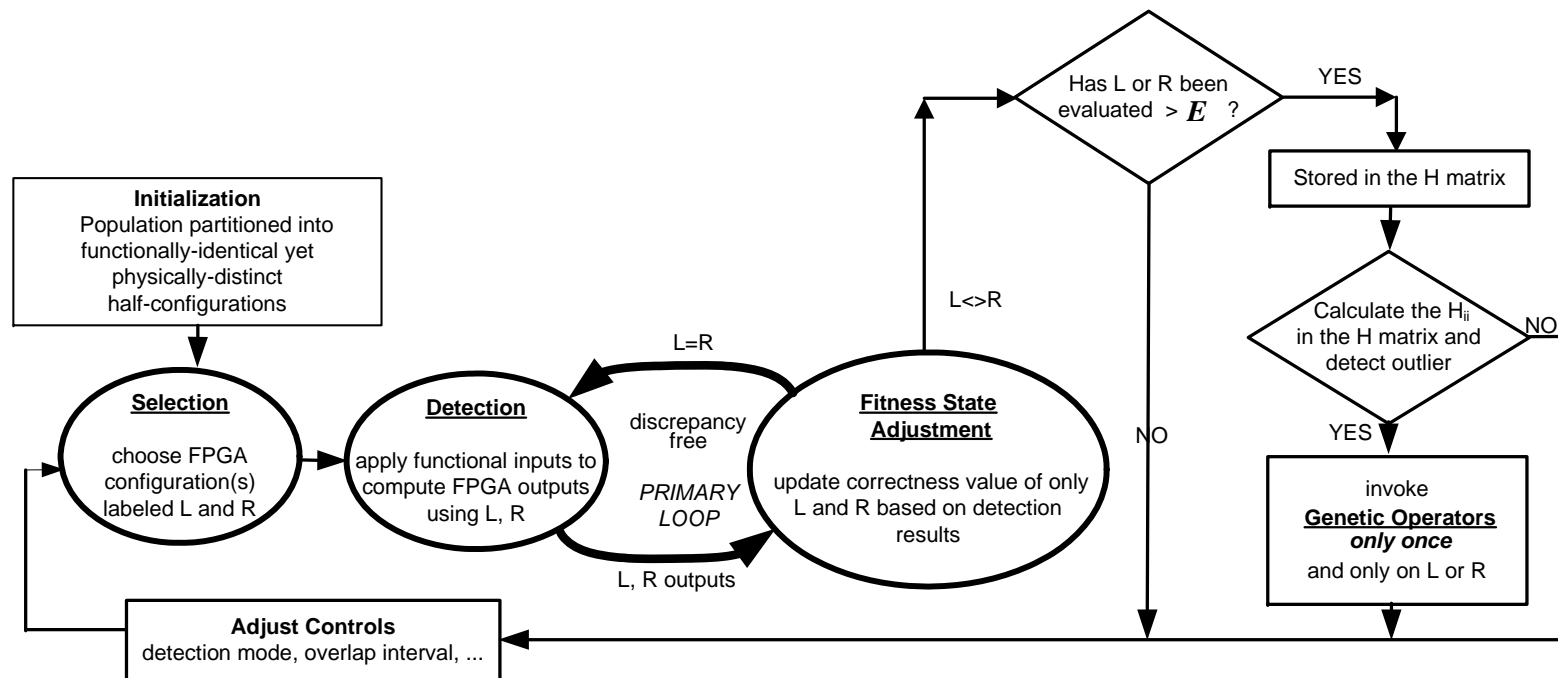 Initialization
Population partitioned into
functionally-identical yet
physically-distinct
half-configurations
Selection
choose FPGA
configuration(s)
labeled L and R
Detection
apply functional inputs to
compute FPGA outputs
using L, R
L=R
discrepancy
free
PRIMARY
LOOP
L, R outputs
Fitness State
Adjustment
update correctness value of only
L and R based on detection
results
L<>R
Has L or R been
evaluated > E ?
YES
NO
Stored in the H matrix
Calculate the Hii
in the H matrix and
detect outlier
NO
YES
invoke
Genetic Operators
only once
and only on L or R
Adjust Controls
detection mode, overlap interval, ...